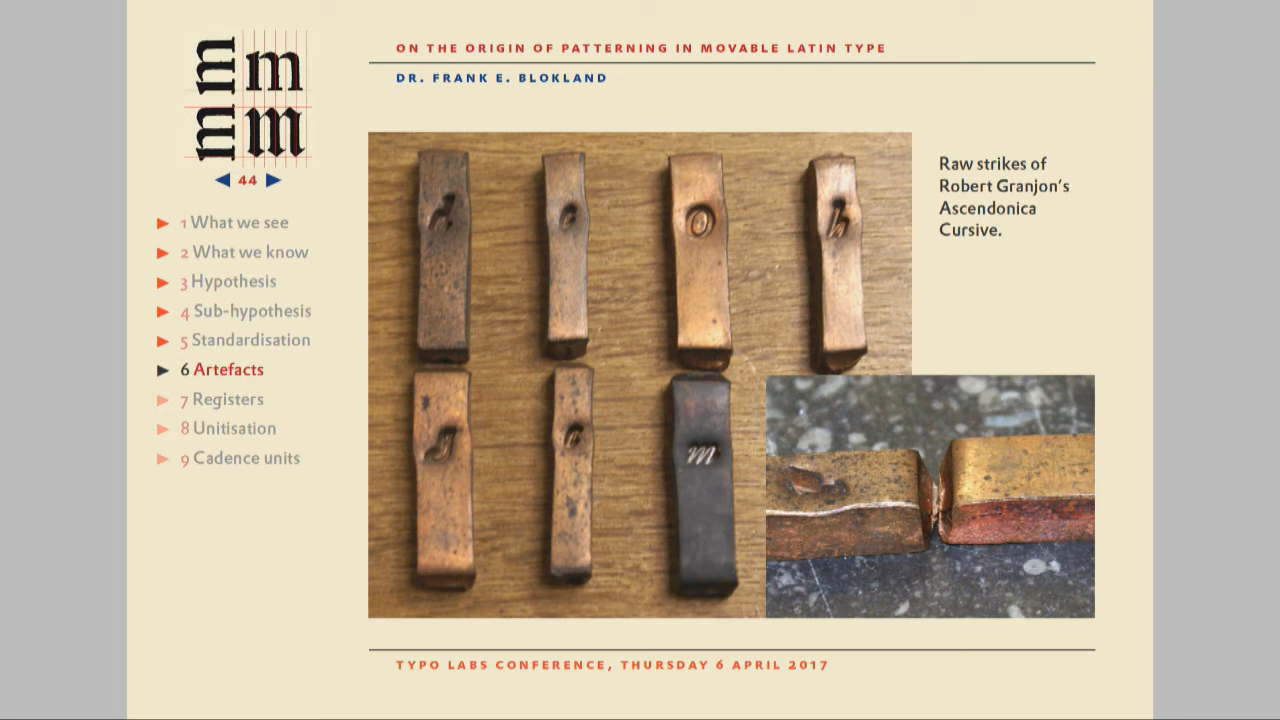 m m
m m
44
1 What we see
2 What we know
3 Hypothesis
4 Sub-hypothesis
5 Standardisation
6 Artefacts
7 Registers
8 Unitisation
9 Cadence units
ON THE ORIGIN OF PATTERNING IN MOVABLE LATIN TYPE
DR. FRANK E. BLOKLAND
Raw strikes of
Robert Granjon's
Ascendonica
Cursive.
m
TYPO LABS CONFERENCE, THURSDAY 6 APRIL 2017